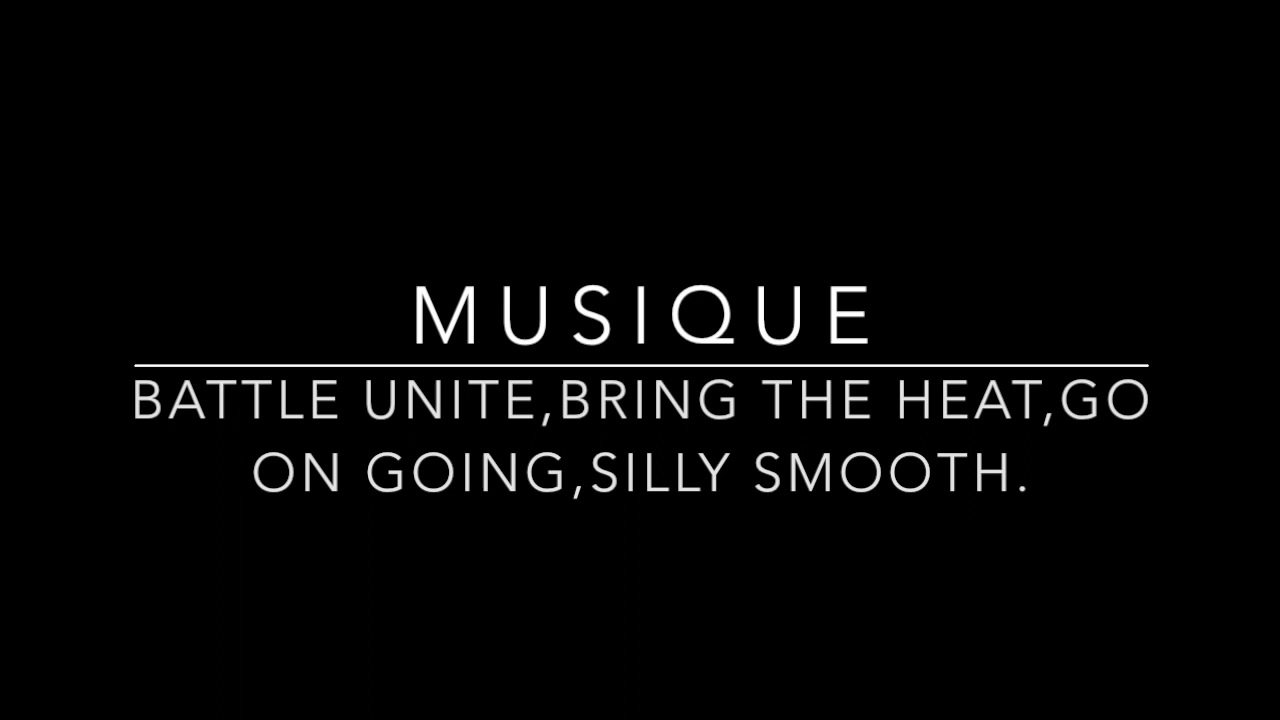 MUSIQUE
BATTLE UNITE,BRING THE HEAT,GO
ON GOING,SILLY SMOOTH.